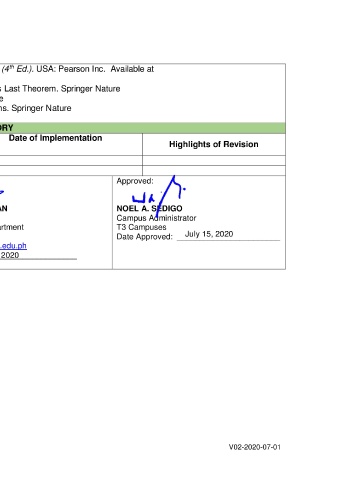 (4th Ed.). USA: Pearson Inc. Available at
s Last Theorem. Springer Nature
e
ns. Springer Nature
ORY
Date of Implementation
Highlights of Revision
Approved:
AN
NOEL A. SEDIGO
Campus Administrator
artment
T3 Campuses
Date Approved: July 15, 2020
.edu.ph
2020
V02-2020-07-01